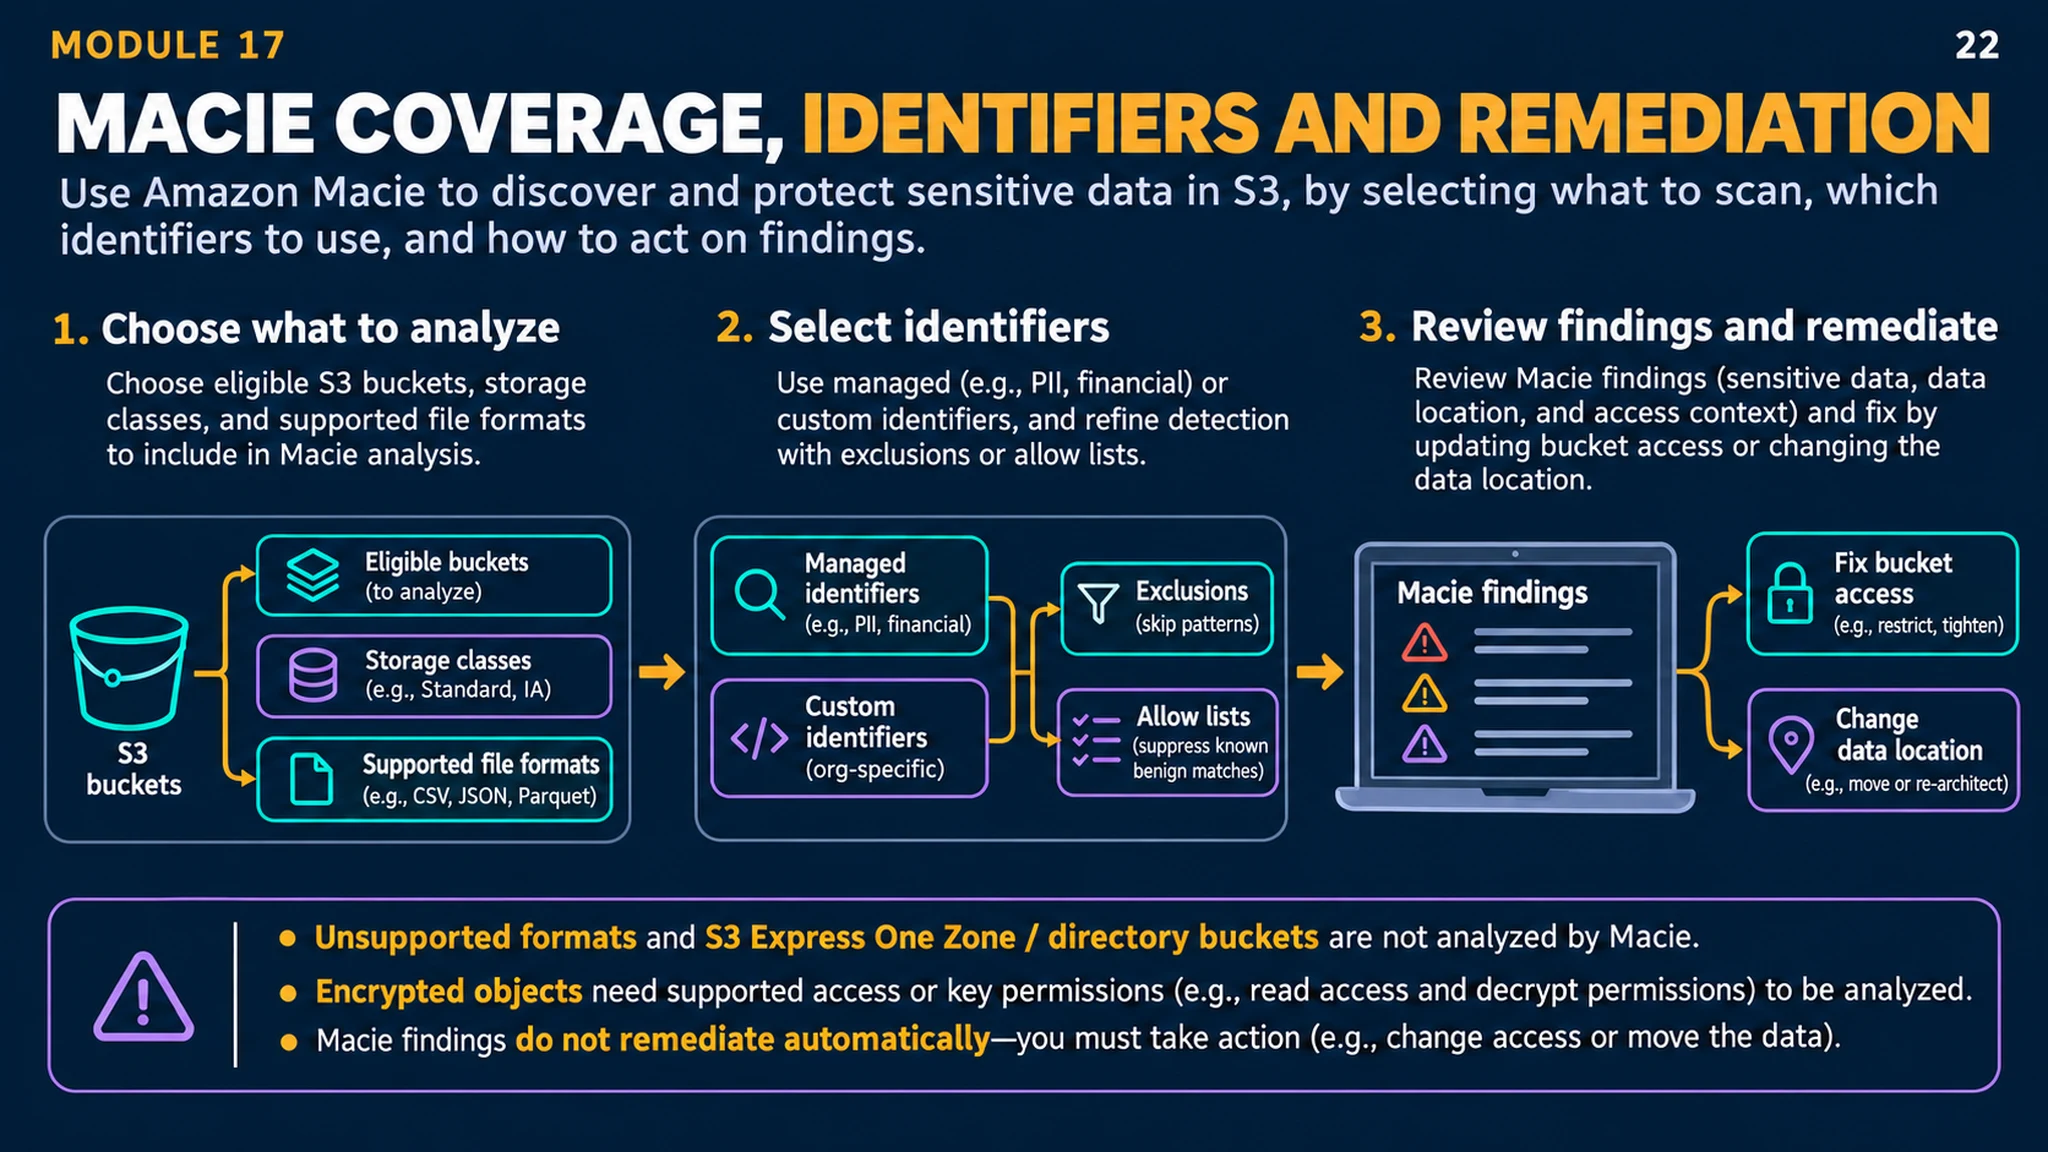 MODULE 17
22
MACIE COVERAGE, IDENTIFIERS AND REMEDIATION
Use Amazon Macie to discover and protect sensitive data in S3, by selecting what to scan, which
identifiers to use, and how to act on findings.
1. Choose what to analyze
Choose eligible S3 buckets, storage
classes, and supported file formats
to include in Macie analysis.
S3
buckets
Eligible buckets
(to analyze)
Storage classes
(e.g., Standard, IA)
Supported file formats
(e.g., CSV, JSON, Parquet)
2. Select identifiers
Use managed (e.g., PII, financial) or
custom identifiers, and refine detection
with exclusions or allow lists.
Managed
identifiers
(e.g., PII, financial)
Custom
identifiers
(org-specific)
Exclusions
(skip patterns)
Allow lists
(suppress known
benign matches)
3. Review findings and remediate
Review Macie findings (sensitive data, data
location, and access context) and fix by
updating bucket access or changing the
data location.
Macie findings
Fix bucket
access
(e.g., restrict, tighten)
Change
data location
(e.g., move or re-architect)
● Unsupported formats and S3 Express One Zone / directory buckets are not analyzed by Macie.
● Encrypted objects need supported access or key permissions (e.g., read access and decrypt permissions) to be analyzed.
● Macie findings do not remediate automatically—you must take action (e.g., change access or move the data).